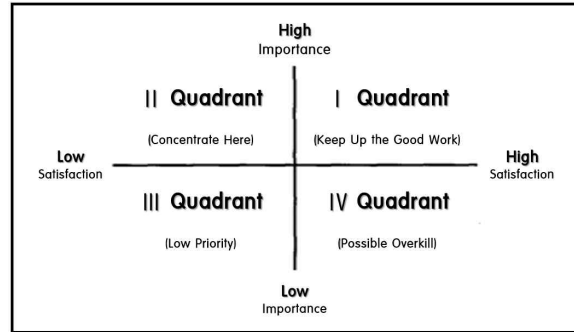 High
Importance
II Quadrant
I Quadrant
(Concentrate Here)
(Keep Up the Good Work)
Low
Satisfaction
High
Satisfaction
III Quadrant
IV Quadrant
(Low Priority)
(Possible Overkill)
Low
Importance